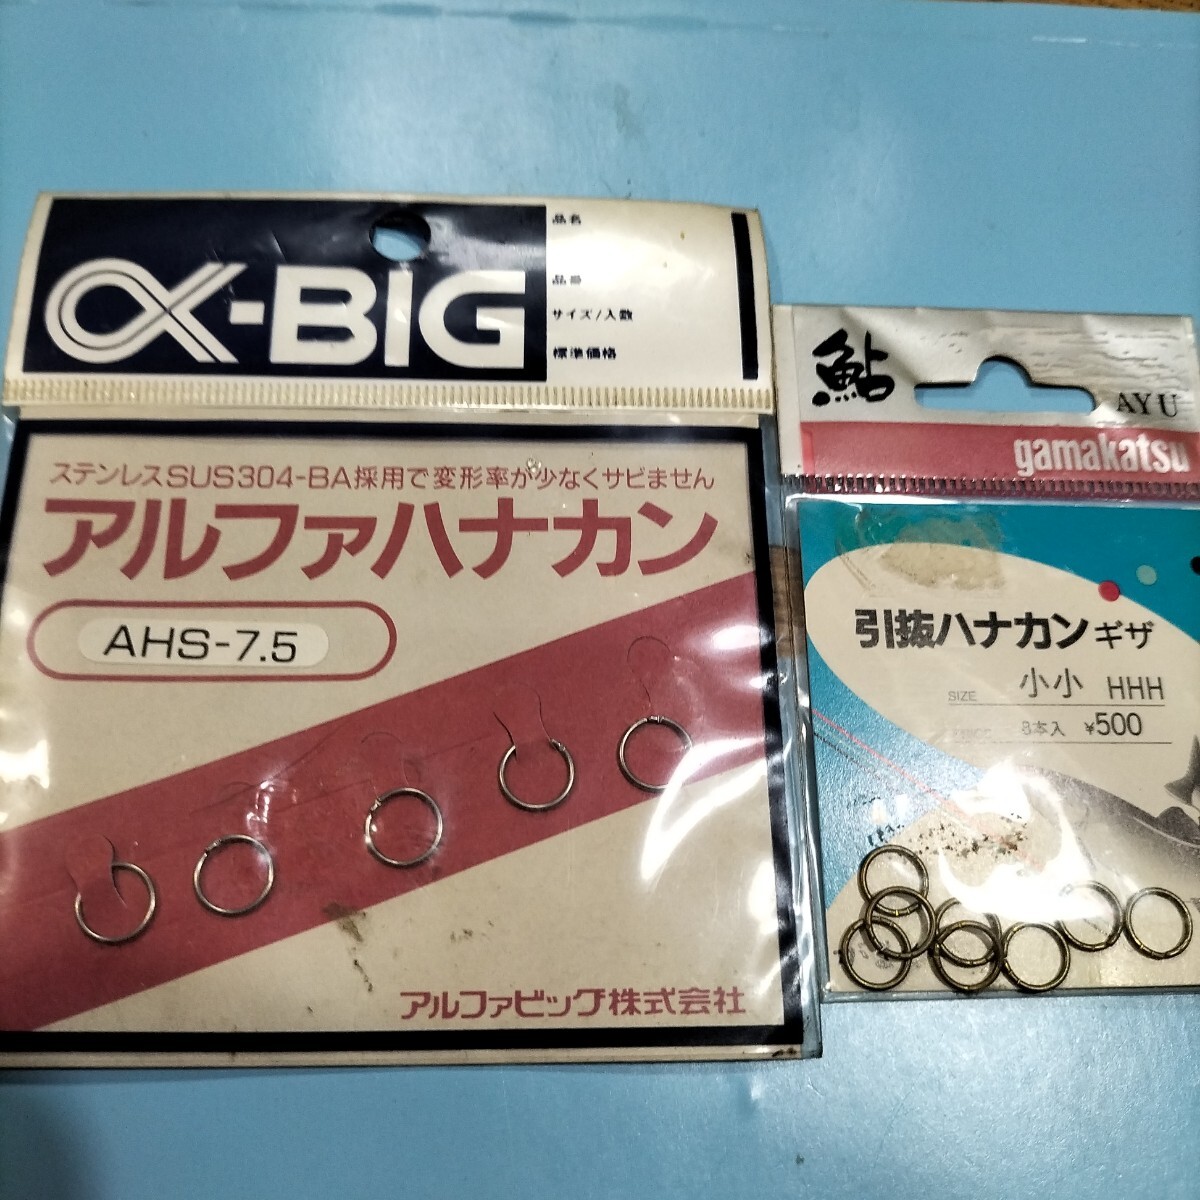 α-BIG
品名
品番
サイズ/入数
標準価格
ステンレスSUS304-BA採用で変形率が少なくサビません
アルファハナカン
AHS-7.5
アルファビッグ株式会社
鮎
AYU
gamakatsu
引抜ハナカン ギザ
SIZE 小小 HHH
8本入 ¥500